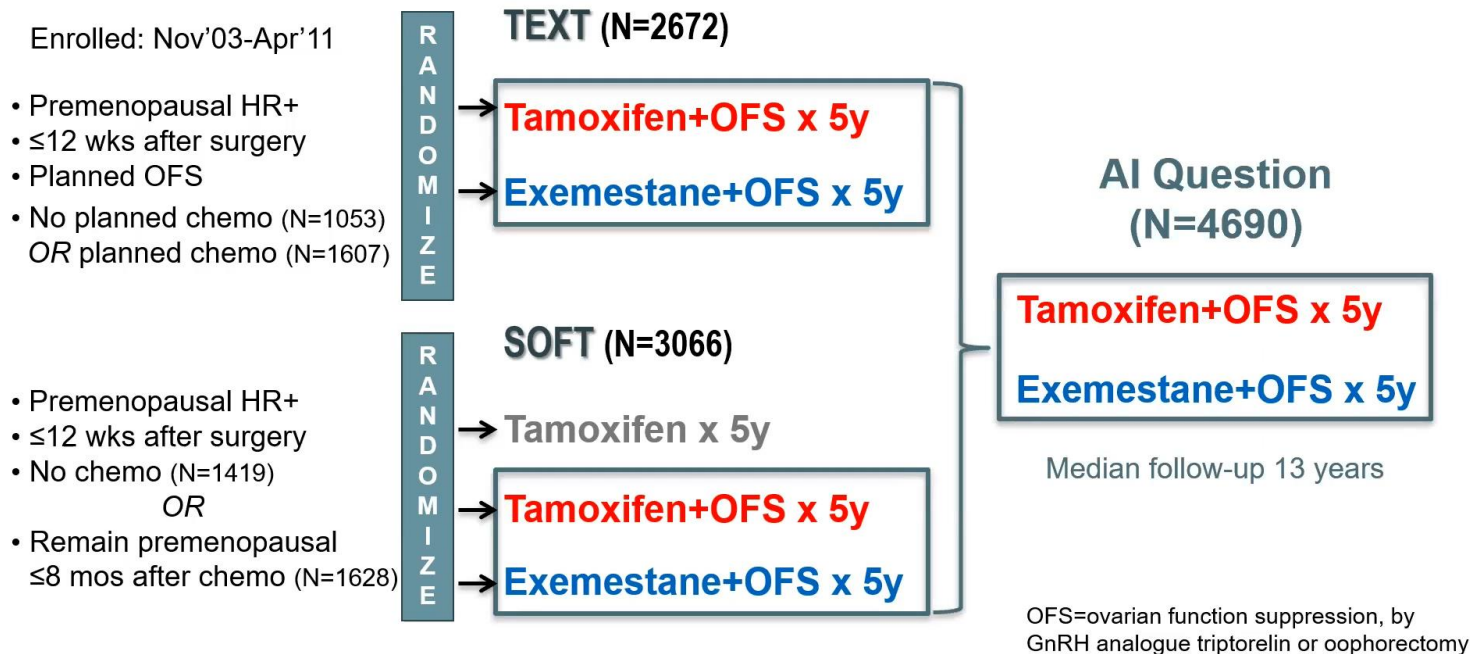 Enrolled: Nov'03-Apr'11
• Premenopausal HR+
• ≤12 wks after surgery
• Planned OFS
• No planned chemo (N=1053)
OR planned chemo (N=1607)
RANDOMIZE
TEXT (N=2672)
Tamoxifen+OFS x 5y
Exemestane+OFS x 5y
• Premenopausal HR+
• ≤12 wks after surgery
• No chemo (N=1419)
OR
• Remain premenopausal
≤8 mos after chemo (N=1628)
RANDOMIZE
SOFT (N=3066)
Tamoxifen x 5y
Tamoxifen+OFS x 5y
Exemestane+OFS x 5y
AI Question
(N=4690)
Tamoxifen+OFS x 5y
Exemestane+OFS x 5y
Median follow-up 13 years
OFS=ovarian function suppression, by
GnRH analogue triptorelin or oophorectomy